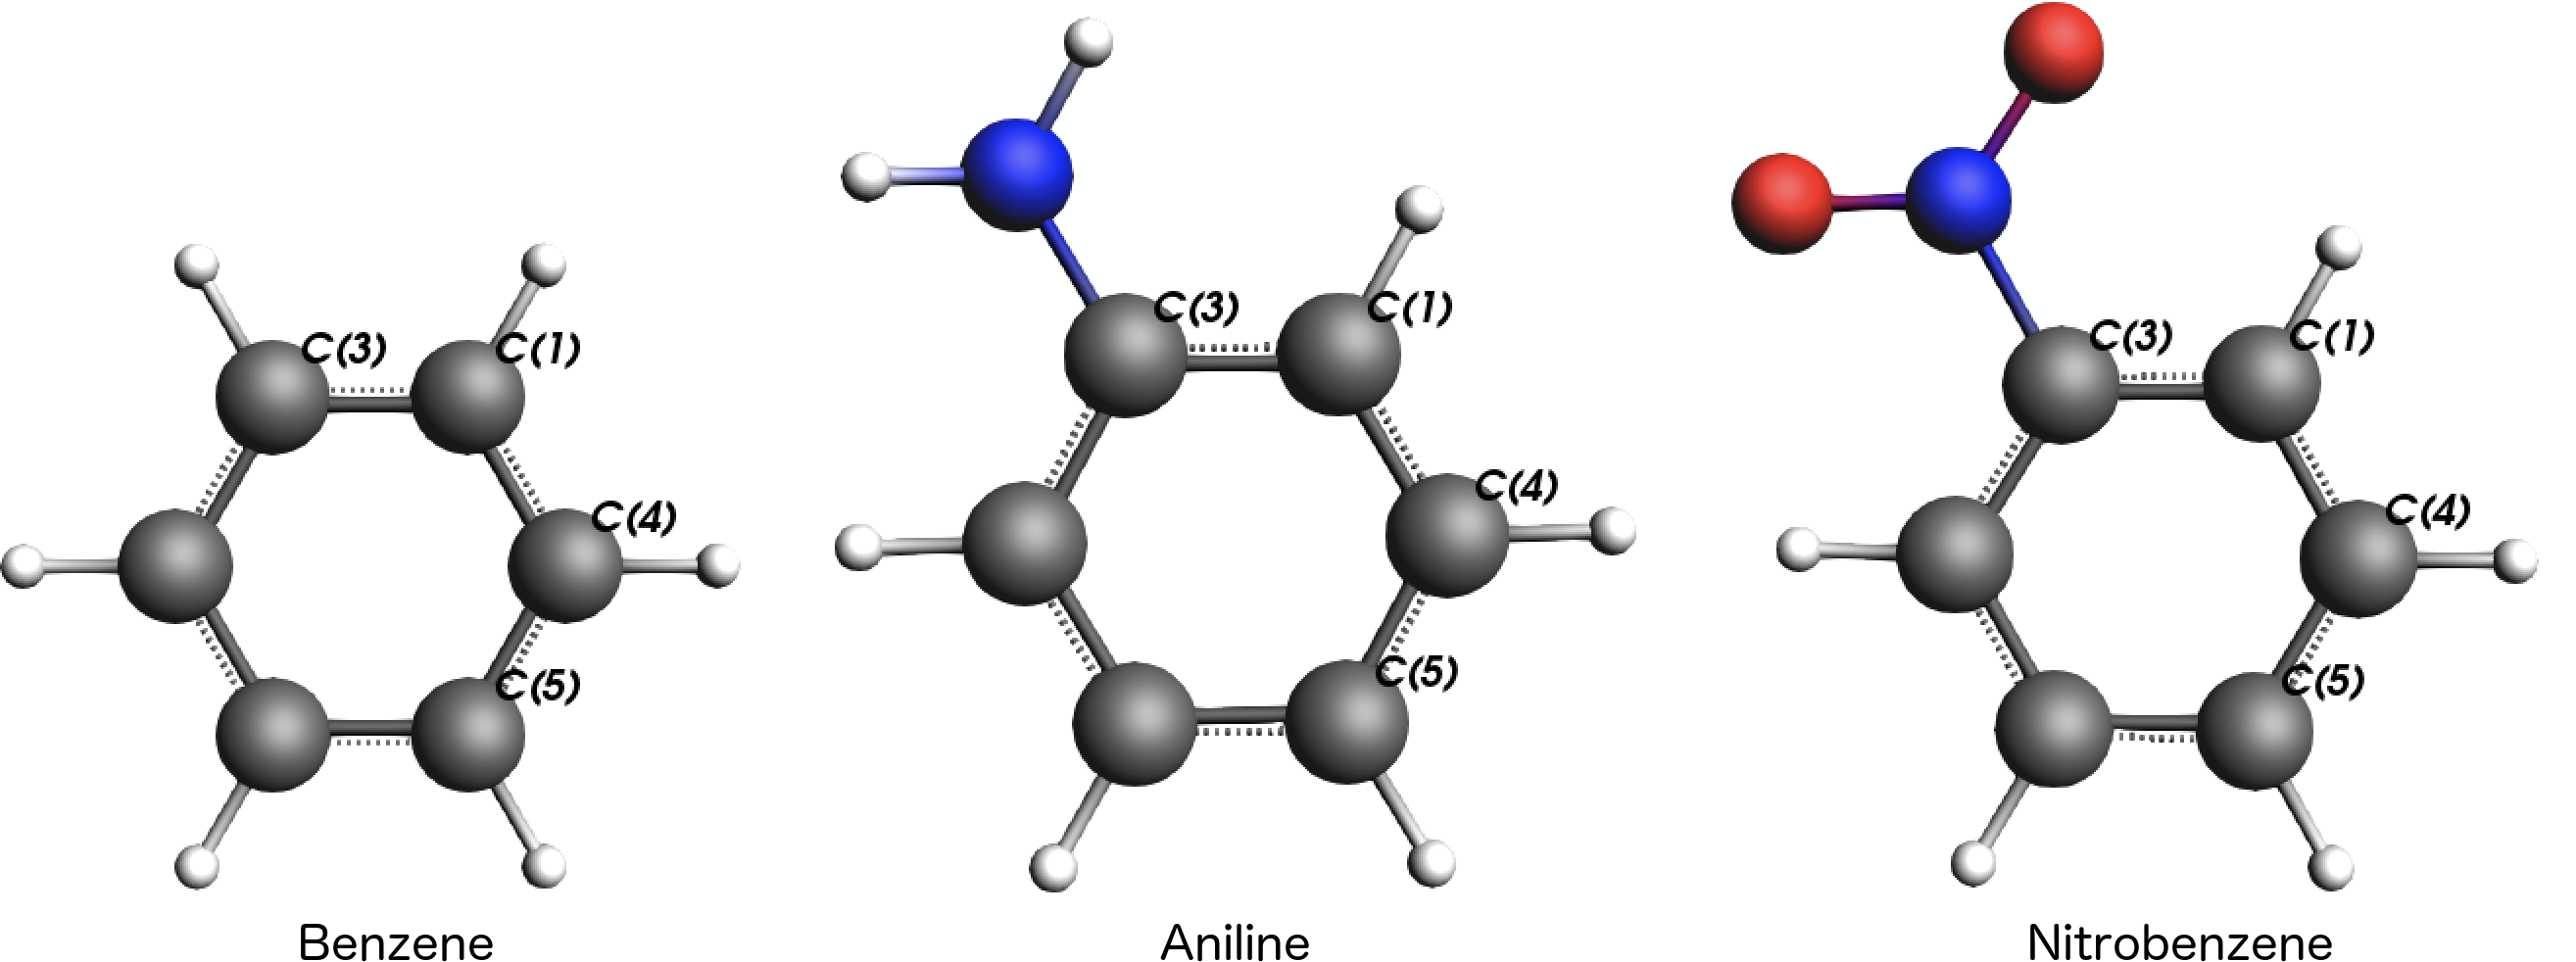 C(3) C(1)
C(4)
C(5)
Benzene
C(3) C(1)
C(4)
C(5)
Aniline
C(3) C(1)
C(4)
C(5)
Nitrobenzene